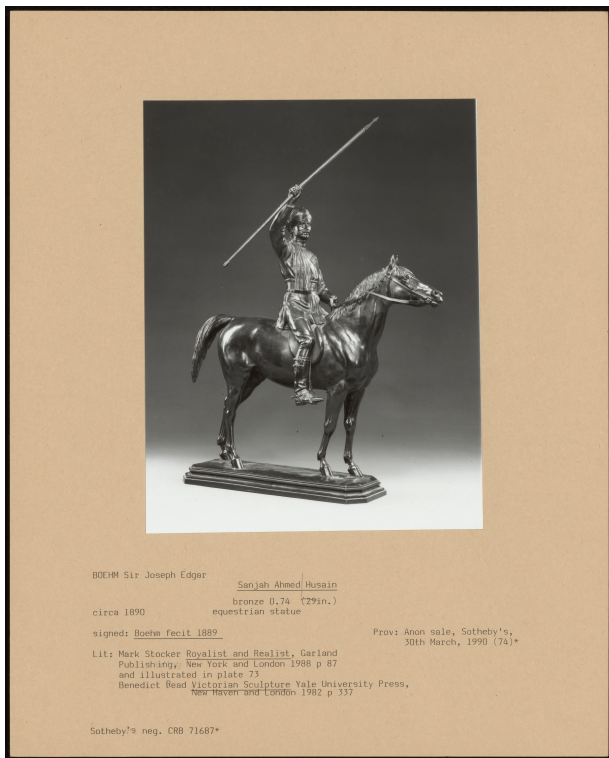 BOEHM Sir Joseph Edgar
Sanjah Ahmed Husain
bronze 0.74 (29in.)
circa 1890 equestrian statue
signed: Boehm fecit 1889
Prov: Anon sale, Sotheby's,
30th March, 1990 (74)*
Lit: Mark Stocker Royalist and Realist, Garland
Publishing, New York and London 1988 p 87
and illustrated in plate 73
Benedict Read Victorian Sculpture Yale University Press,
New Haven and London 1982 p 337
Sotheby's neg. CRB 71687*